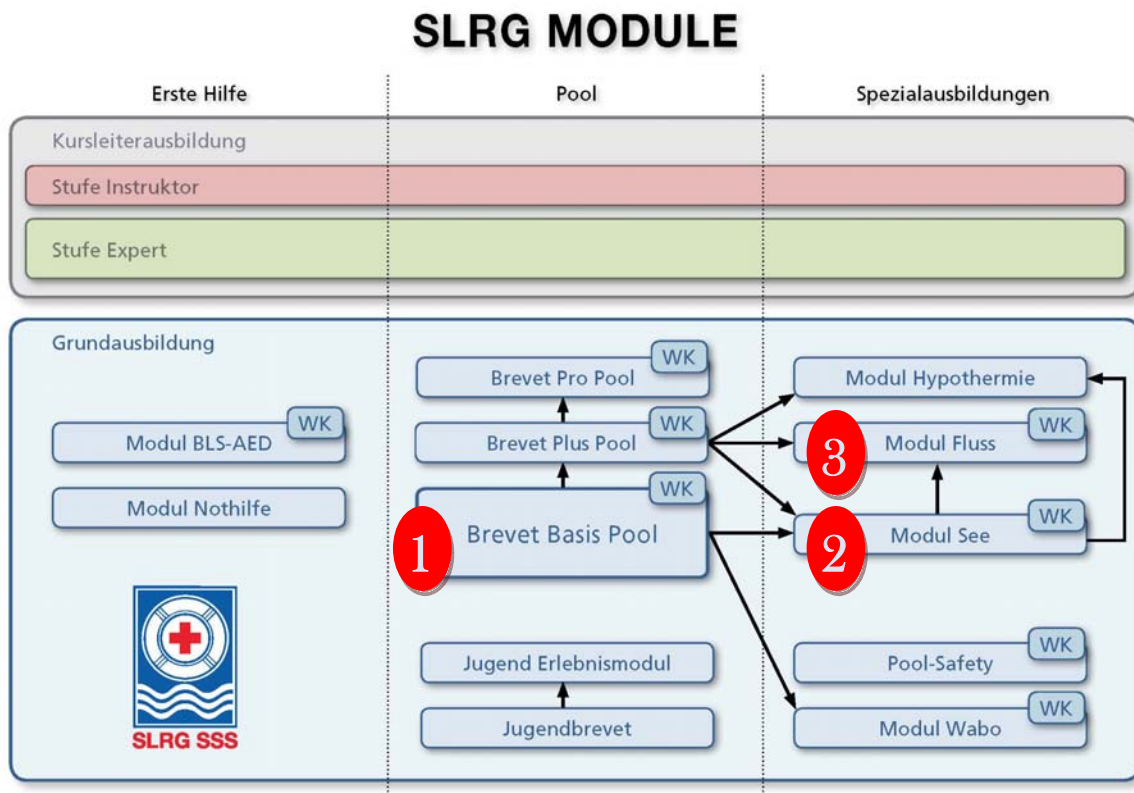 SLRG MODULE
Erste Hilfe
Pool
Spezialausbildungen
Kursleiterausbildung
Stufe Instruktor
Stufe Expert
Grundausbildung
WK
Modul BLS-AED
Modul Nothilfe
SLRG SSS
WK
Brevet Pro Pool
WK
Brevet Plus Pool
WK
1
Brevet Basis Pool
Jugend Erlebnismodul
Jugendbrevet
Modul Hypothermie
WK
3
Modul Fluss
WK
2
Modul See
WK
Pool-Safety
WK
Modul Wabo